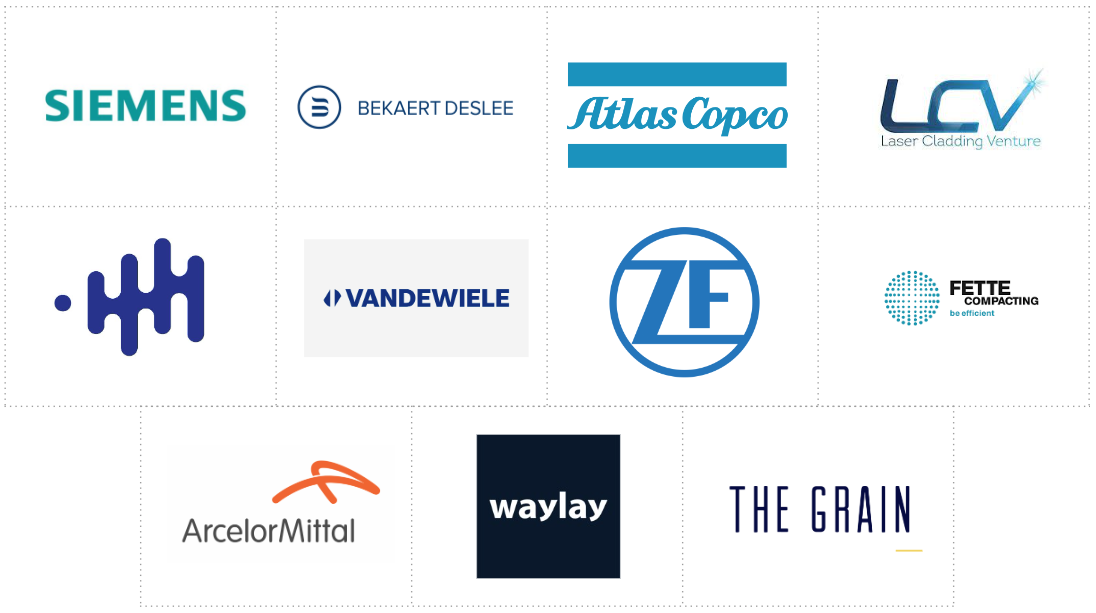 SIEMENS
BEKAERT DESLEE
Atlas Copco
LCV
Laser Cladding Venture
VANDEWIELE
ZF
FETTE
COMPACTING
be efficient
ArcelorMittal
waylay
THE GRAIN